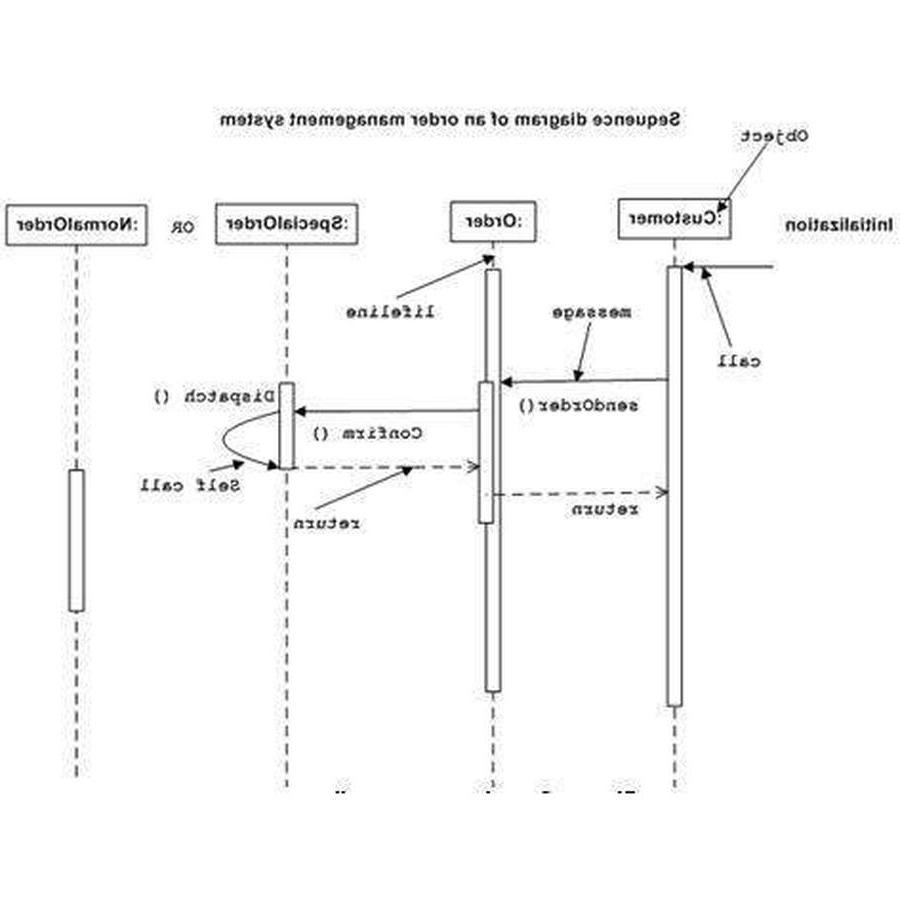 Sequence diagram of an order management system
Object
Initialization
:Customer
:Order
:SpecialOrder
OR
:NormalOrder
lifeline
message
call
sendOrder()
Dispatch ()
Confirm ()
Self call
return
return